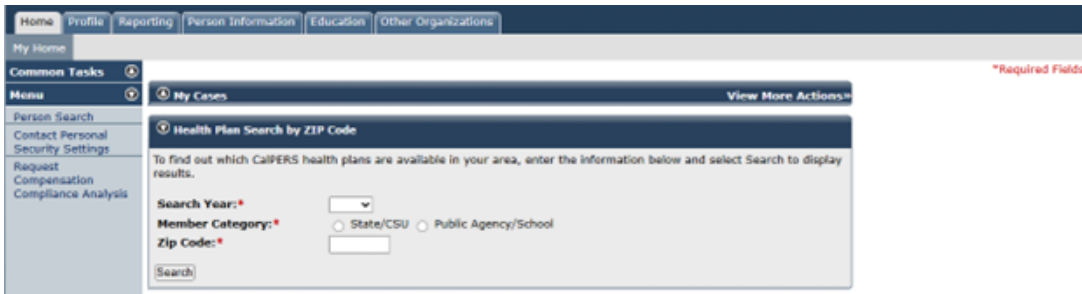 Home Profile Reporting Person Information Education Other Organizations
My Home
*Required Fields
Common Tasks
Menu
Person Search
Contact Personal
Security Settings
Request
Compensation
Compliance Analysis
My Cases View More Actions»
Health Plan Search by ZIP Code
To find out which CalPERS health plans are available in your area, enter the information below and select Search to display
results.
Search Year:*
Member Category:* State/CSU Public Agency/School
Zip Code:*
Search